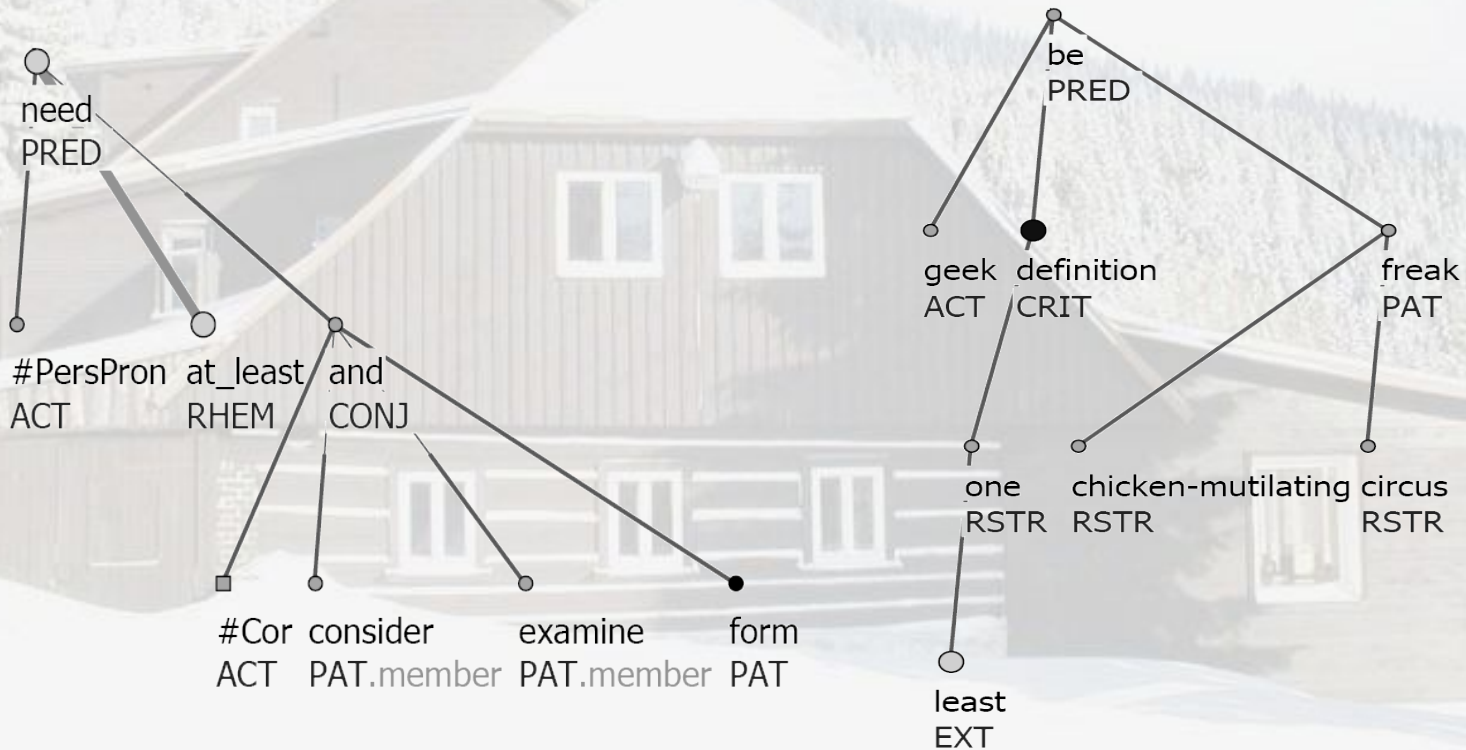 need
PRED
#PersPron at_least and
ACT RHEM CONJ
#Cor consider examine form
ACT PAT.member PAT.member PAT
be
PRED
geek definition freak
ACT CRIT PAT
one chicken-mutilating circus
RSTR RSTR RSTR
least
EXT